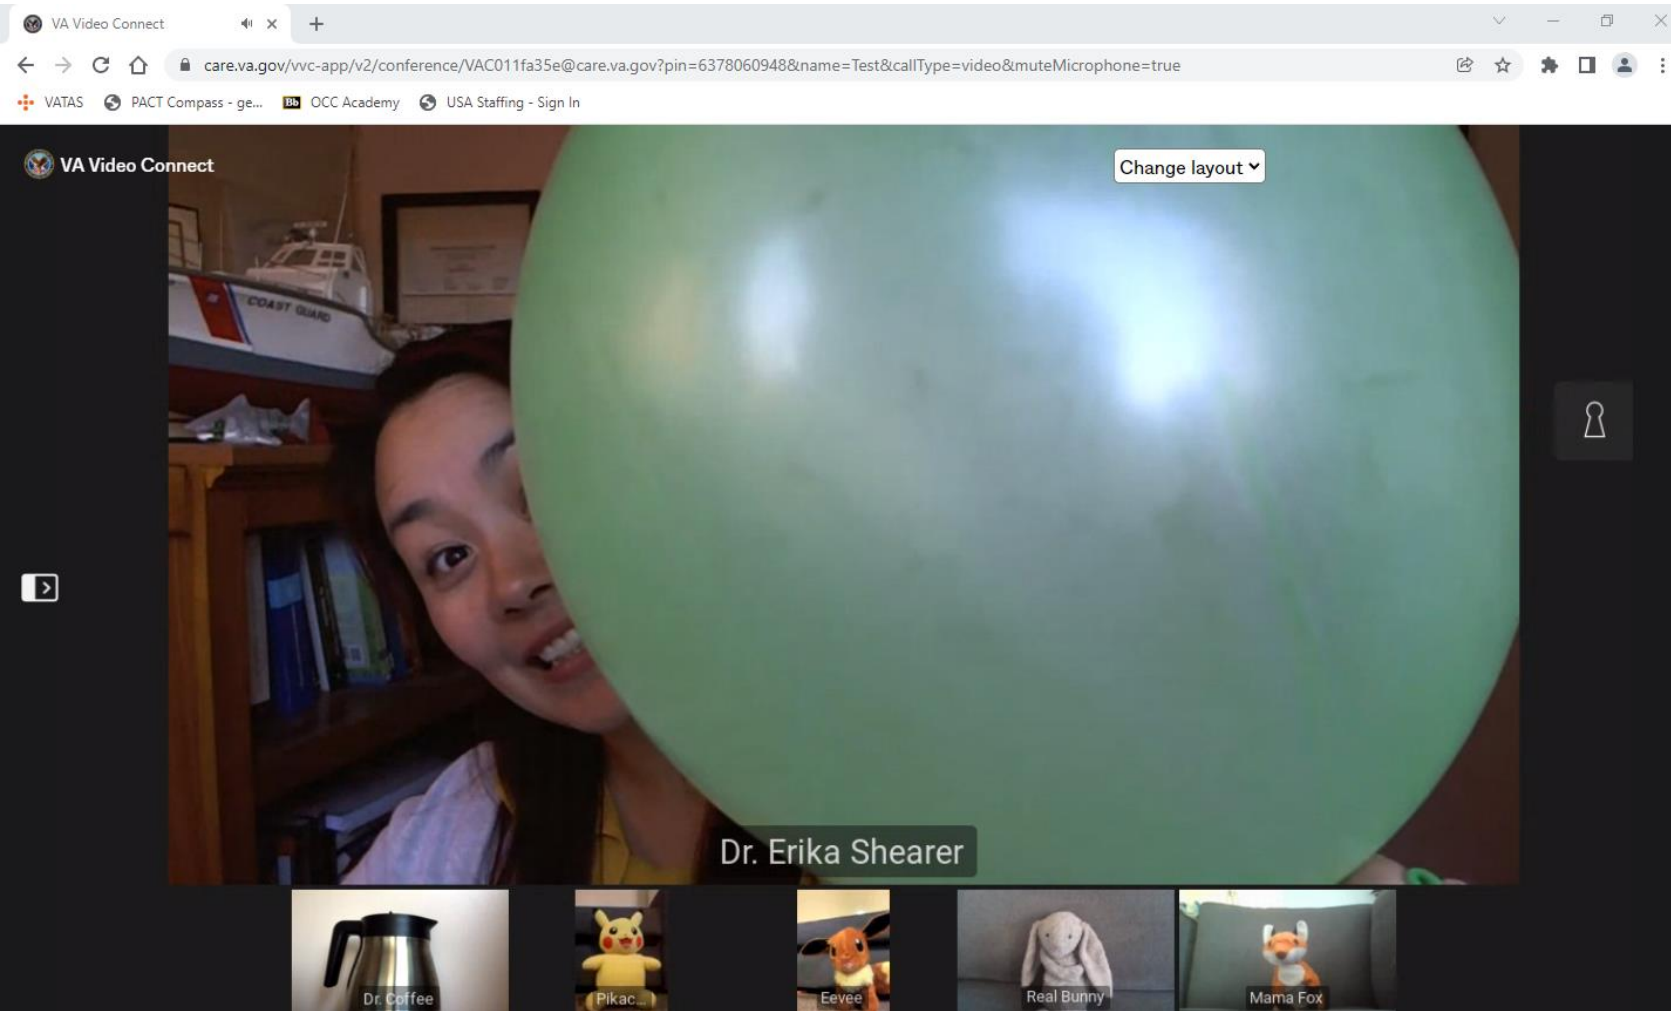 VA Video Connect
care.va.gov/vvc-app/v2/conference/VAC011fa35e@care.va.gov?pin=6378060948&name=Test&callType=video&muteMicrophone=true
VATAS PACT Compass - ge... Bb OCC Academy USA Staffing - Sign In
VA Video Connect
Change layout
COAST GUARD
Dr. Erika Shearer
Dr. Coffee Pikac... Eevee Real Bunny Mama Fox